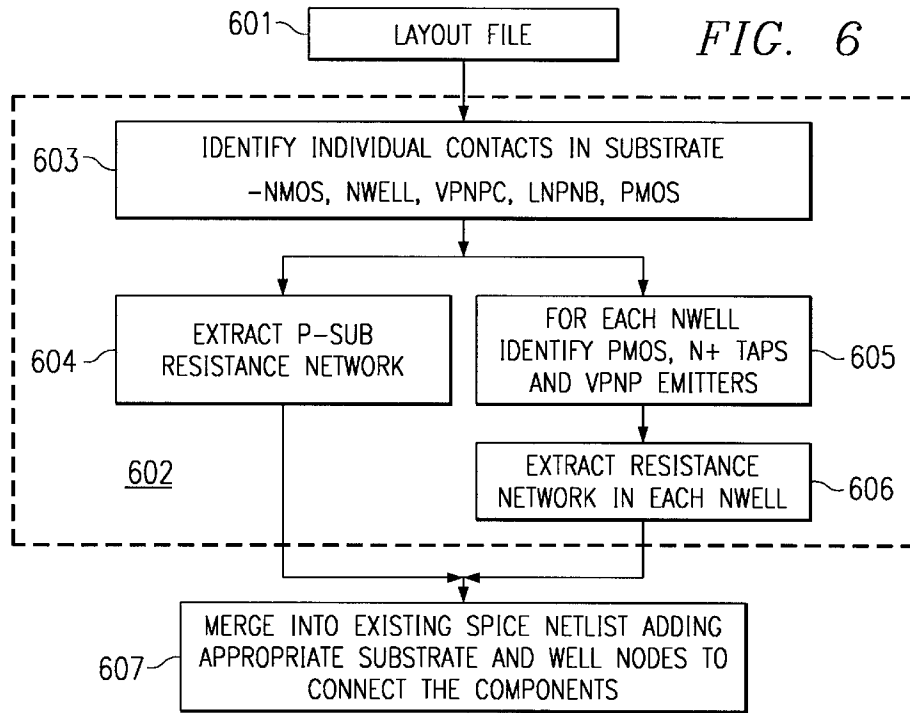 601
LAYOUT FILE
FIG. 6
603
IDENTIFY INDIVIDUAL CONTACTS IN SUBSTRATE
-NMOS, NWELL, VPNPC, LNPNB, PMOS
604
EXTRACT P-SUB
RESISTANCE NETWORK
FOR EACH NWELL
IDENTIFY PMOS, N+ TAPS
AND VPNP EMITTERS
605
602
EXTRACT RESISTANCE
NETWORK IN EACH NWELL
606
607
MERGE INTO EXISTING SPICE NETLIST ADDING
APPROPRIATE SUBSTRATE AND WELL NODES TO
CONNECT THE COMPONENTS